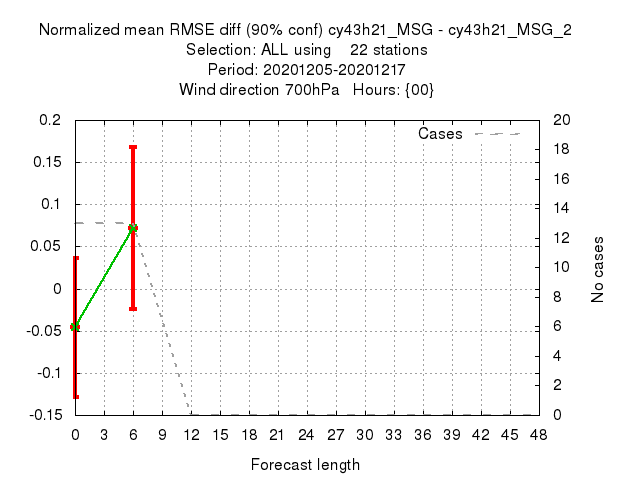 Normalized mean RMSE diff (90% conf) cy43h21_MSG - cy43h21_MSG_2
Selection: ALL using    22 stations
Period: 20201205-20201217
Wind direction 700hPa   Hours: {00}
Cases
0.2
0.15
0.1
0.05
0
-0.05
-0.1
-0.15
20
18
16
14
12
10
8
6
4
2
0
No cases
0 3 6 9 12 15 18 21 24 27 30 33 36 39 42 45 48
Forecast length